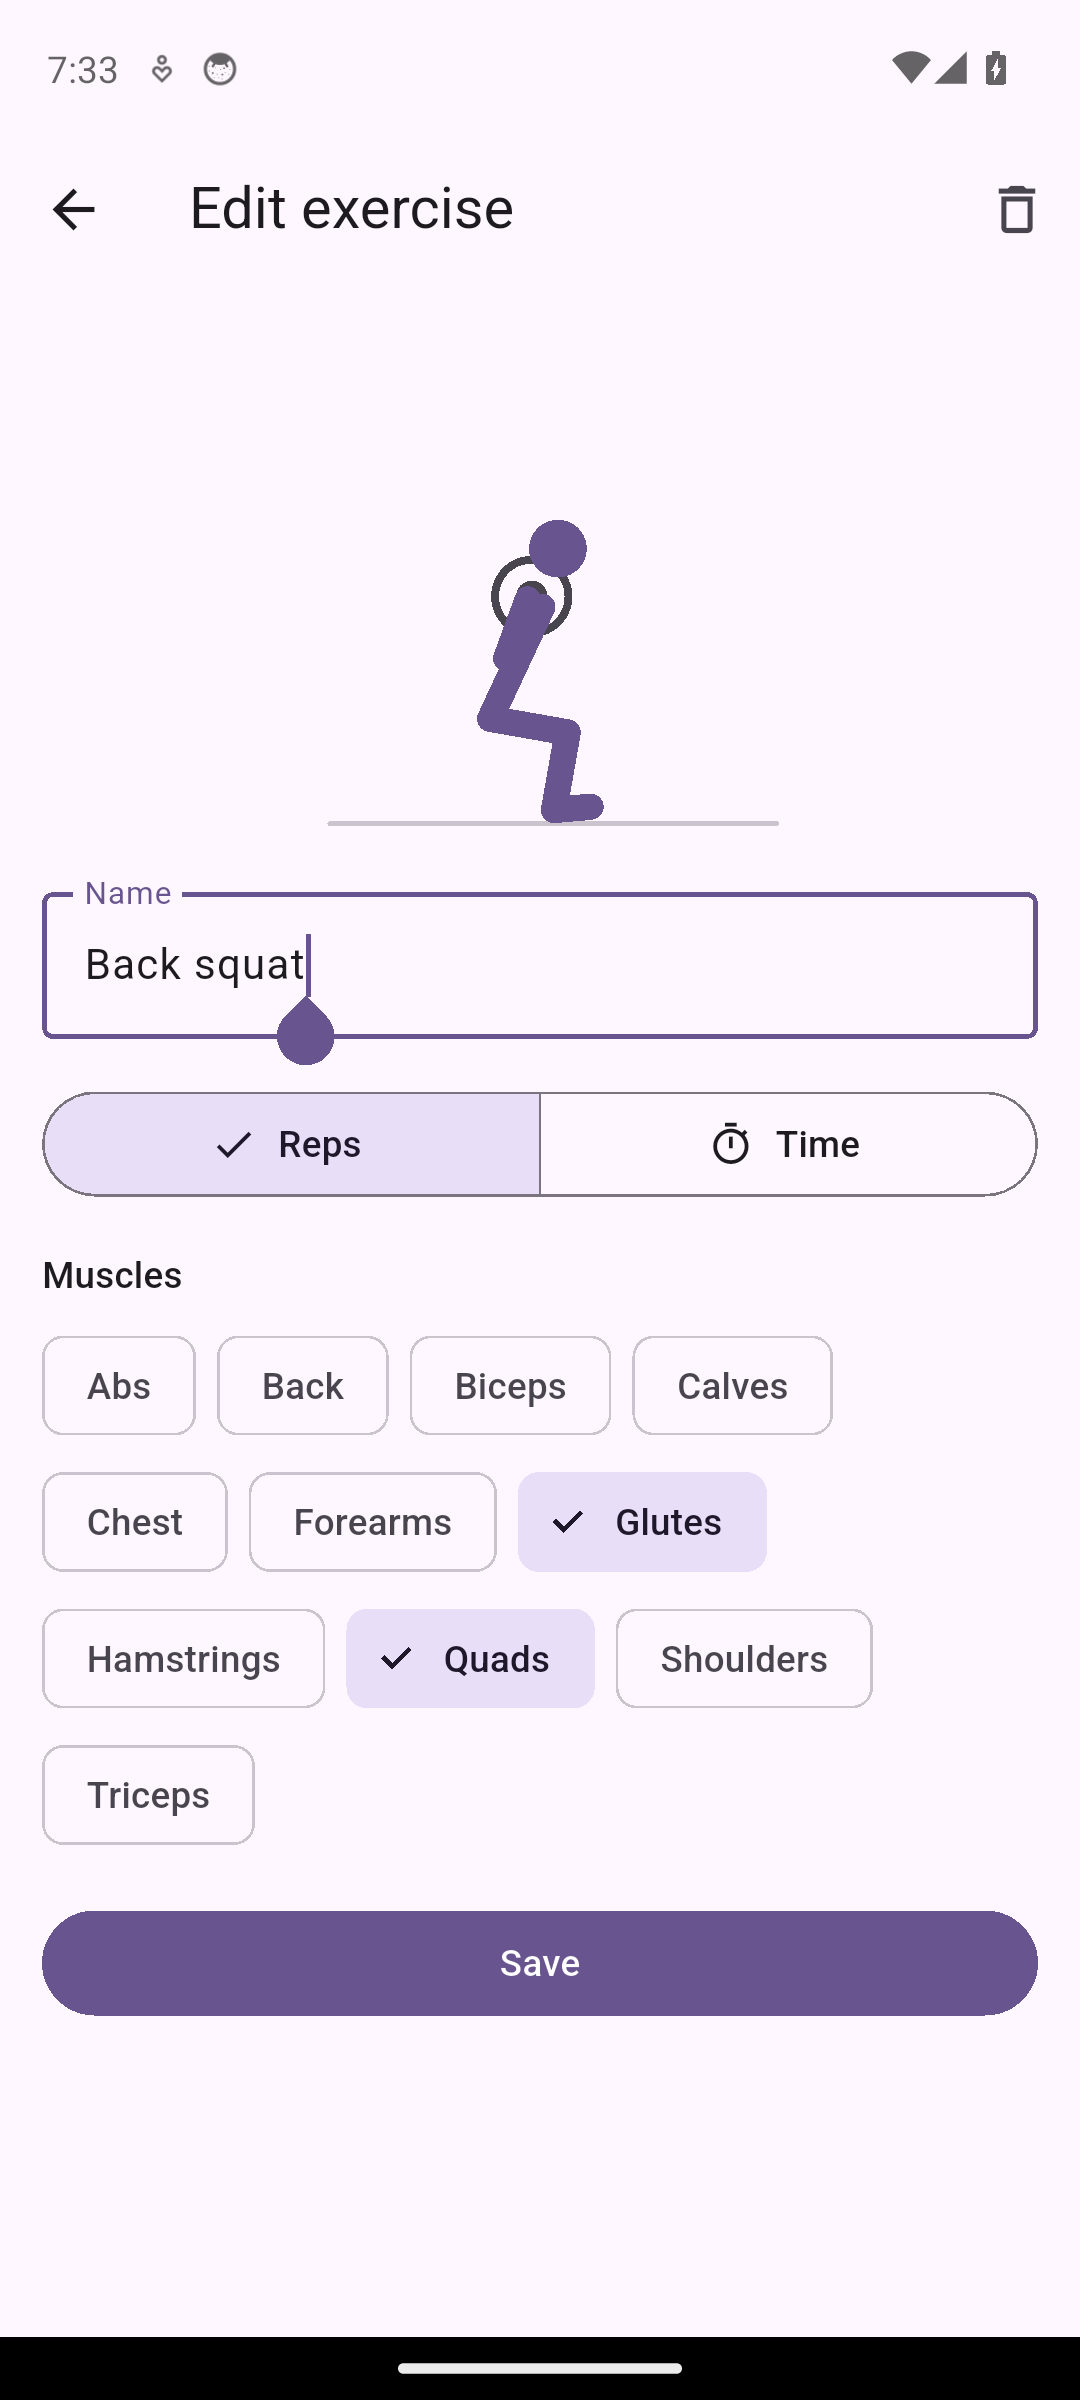 7:33
Edit exercise
Name
Back squat
Reps Time
Muscles
Abs Back Biceps Calves
Chest Forearms Glutes
Hamstrings Quads Shoulders
Triceps
Save